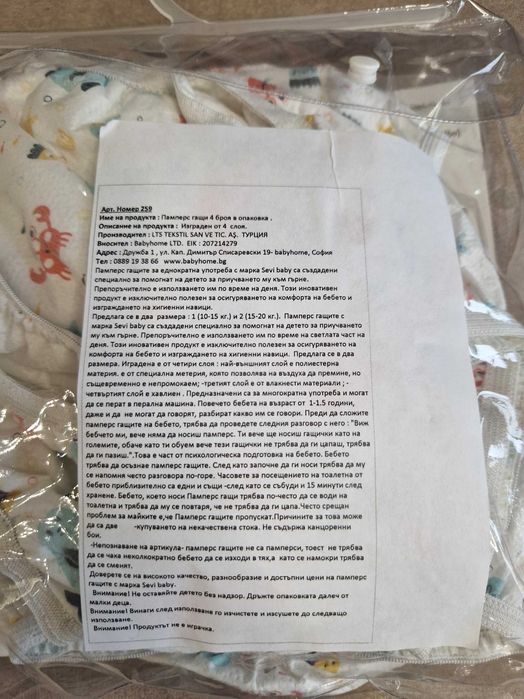 Арт. Номер 259
Име на продукта : Памперс гащи 4 броя в опаковка .
Описание на продукта : Изграден от 4 слоя.
Производител : LTS TEKSTIL SAN VE TIC. AŞ. ТУРЦИЯ
Вносител : Babyhome LTD. EIK : 207214279
Адрес : Дружба 1 , ул. Кап. Димитър Списаревски 19- babyhome, София
Тел : 0889 19 38 66 www.babyhome.bg
Памперс гащите за еднократна употреба с марка Sevi baby са създадени
специално за помогнат на детето за приучването му към гърне.
Препоръчително е използването им по време на деня. Този иновативен
продукт е изключително полезен за осигуряването на комфорта на бебето и
изграждането на хигиенни навици.
Предлага се в два размера : 1 (10-15 кг.) и 2 (15-20 кг.). Памперс гащите с
марка Sevi baby са създадени специално за помогнат на детето за приучването
му към гърне. Препоръчително е използването им по време на светлата част на
деня. Този иновативен продукт е изключително полезен за осигуряването на
комфорта на бебето и изграждането на хигиенни навици. Предлага се в два
размера. Иградена е от четири слоя : най-външният слой е полиестерна
материя. е от специална метерия, която позволява на въздуха да премине, но
същевременно е непромокаем; -третият слой е от влакнести материали ; -
четвъртият слой е хавлиен . Предназначени са за многократна употреба и могат
да се перат в перална машина. Повечето бебета на възраст от 1-1.5 години,
даже и да не могат да говорят, разбират какво им се говори. Преди да сложите
памперс гащите на бебето, трябва да проведете следния разговор с него : "Виж
бебчето ми, вече няма да носиш памперс. Ти вече ще носиш гащички като на
големите, обаче като ти обуем вече тези гащички не трябва да ги цапаш, трябва
да ги пазиш.".Това е част от психологическа подготовка на бебето. Бебето
трябва да осъзнае памперс гащите. След като започне да ги носи трябва да му
се напомня често разговора по-горе. Часовете за посещението на тоалетна от
бебето приблизително са едни и същи -след като се събуди и 15 минути след
хранене. Бебето, което носи Памперс гащи трябва по-често да се води на
тоалетна и трябва да му се повтаря, че не трябва да ги цапа.Често срещан
проблем за майките е,че Памперс гащите пропускат.Причините за това може
да са две -купуването на некачествена стока. Не съдържа канцоренни
бои.
-Непознаване на артикула- памперс гащите не са памперси, тоест не трябва
да се чака неколкократно бебето да се изходи в тях,а като се намокри трябва
да се сменят.
Доверете се на високото качество, разнообразие и достъпни цени на памперс
гащите с марка Sevi baby.
Внимание! Не оставяйте детето без надзор. Дръжте опаковката далеч от
малки деца.
Внимание! Винаги след използване го изчистете и изсушете до следващо
използване.
Внимание! Продуктът не е играчка.